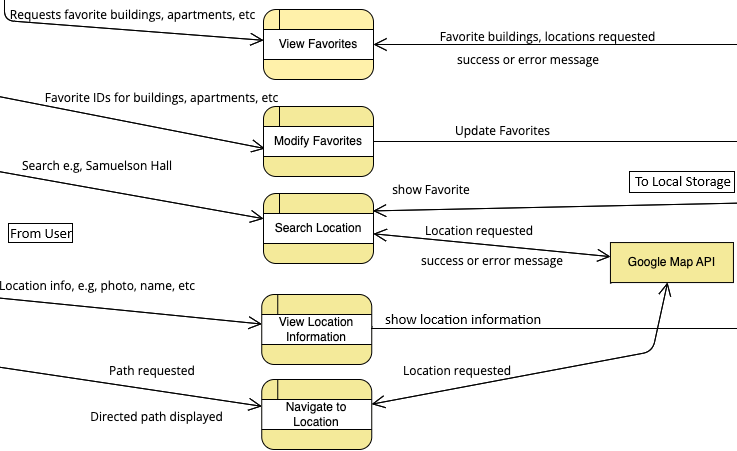 Requests favorite buildings, apartments, etc
View Favorites
Favorite buildings, locations requested
success or error message
Favorite IDs for buildings, apartments, etc
Modify Favorites
Update Favorites
Search e.g, Samuelson Hall
show Favorite
To Local Storage
Search Location
Location requested
From User
success or error message
Google Map API
Location info, e.g, photo, name, etc
View Location
Information
show location information
Path requested
Location requested
Directed path displayed
Navigate to
Location